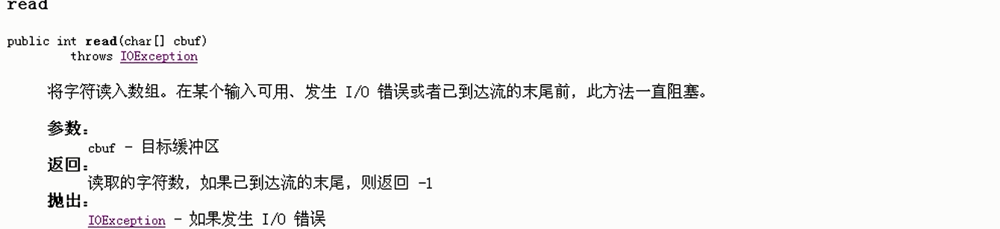 read
public int read(char[] cbuf)
throws IOException
将字符读入数组。在某个输入可用、发生 I/O 错误或者已到达流的末尾前，此方法一直阻塞。
参数：
cbuf - 目标缓冲区
返回：
读取的字符数，如果已到达流的末尾，则返回 -1
抛出：
IOException - 如果发生 I/O 错误